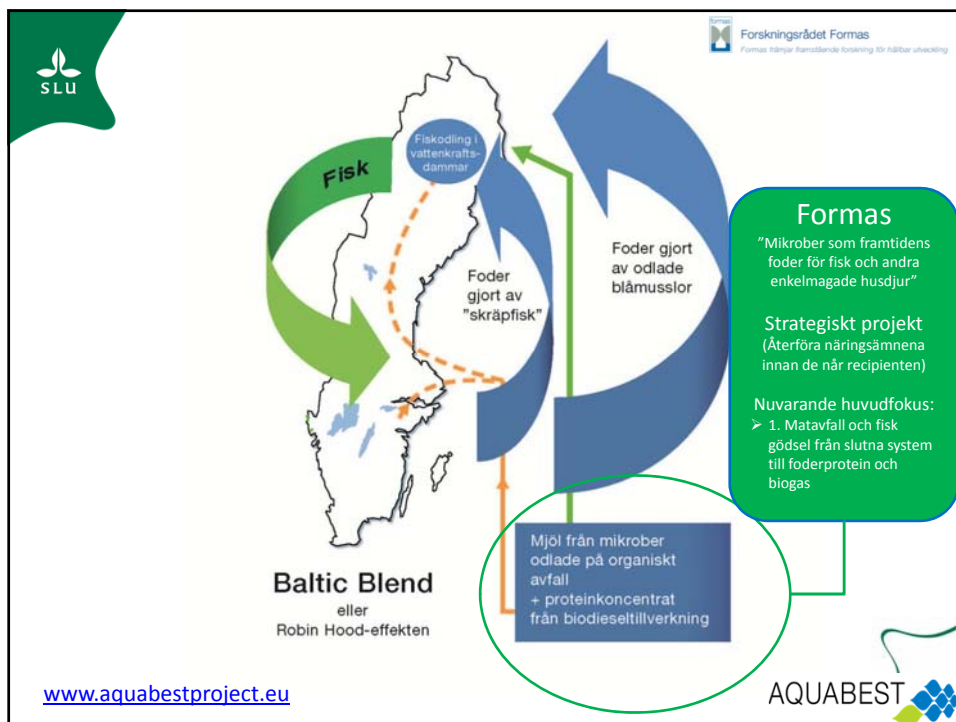 SLU
formas
Forskningsrådet Formas
Formas främjar framstående forskning för hållbar utveckling
Fisk
Fiskodling i
vattenkrafts-
dammar
Foder
gjort av
"skräpfisk"
Foder gjort
av odlade
blåmusslor
Formas
"Mikrober som framtidens
foder för fisk och andra
enkelmagade husdjur"
Strategiskt projekt
(Återföra näringsämnena
innan de når recipienten)
Nuvarande huvudfokus:
➢ 1. Matavfall och fisk
gödsel från slutna system
till foderprotein och
biogas
Mjöl från mikrober
odlade på organiskt
avfall
+ proteinkoncentrat
från biodieseltillverkning
Baltic Blend
eller
Robin Hood-effekten
www.aquabestproject.eu
AQUABEST